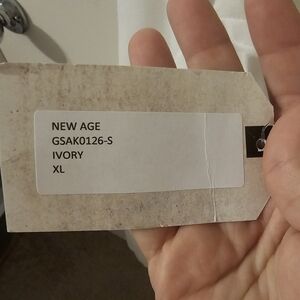 NEW AGE
GSAK0126-S
IVORY
XL